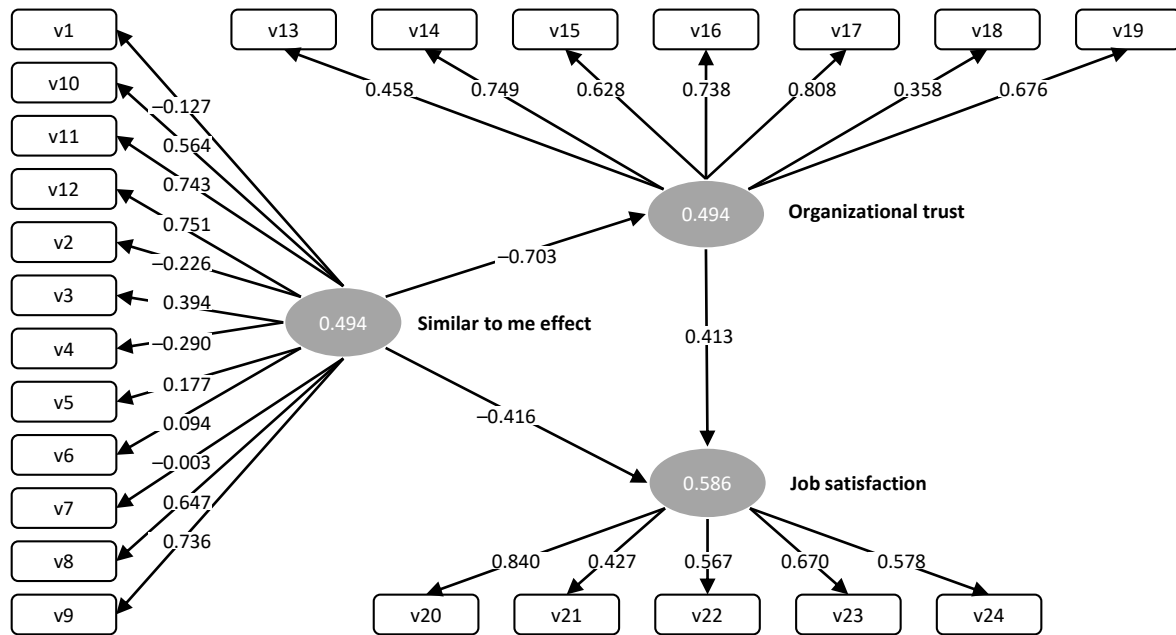 v1
v10
v11
v12
v2
v3
v4
v5
v6
v7
v8
v9
v13
v14
v15
v16
v17
v18
v19
−0.127
0.564
0.743
0.751
−0.226
0.394
−0.290
0.177
0.094
−0.003
0.647
0.736
0.458
0.749
0.628
0.738
0.808
0.358
0.676
0.494
Organizational trust
−0.703
0.494
Similar to me effect
0.413
−0.416
0.586
Job satisfaction
0.840
0.427
0.567
0.670
0.578
v20
v21
v22
v23
v24